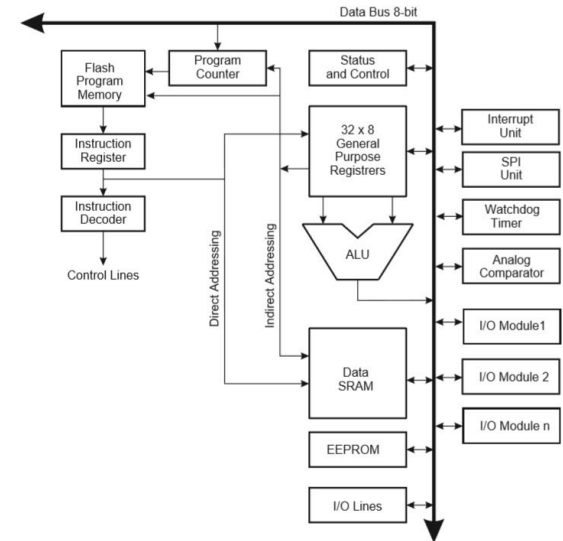 Data Bus 8-bit
Flash
Program
Memory
Program
Counter
Status
and Control
Instruction
Register
32 x 8
General
Purpose
Registrers
Interrupt
Unit
SPI
Unit
Instruction
Decoder
Watchdog
Timer
ALU
Control Lines
Direct Addressing
Indirect Addressing
Analog
Comparator
I/O Module1
Data
SRAM
I/O Module 2
I/O Module n
EEPROM
I/O Lines